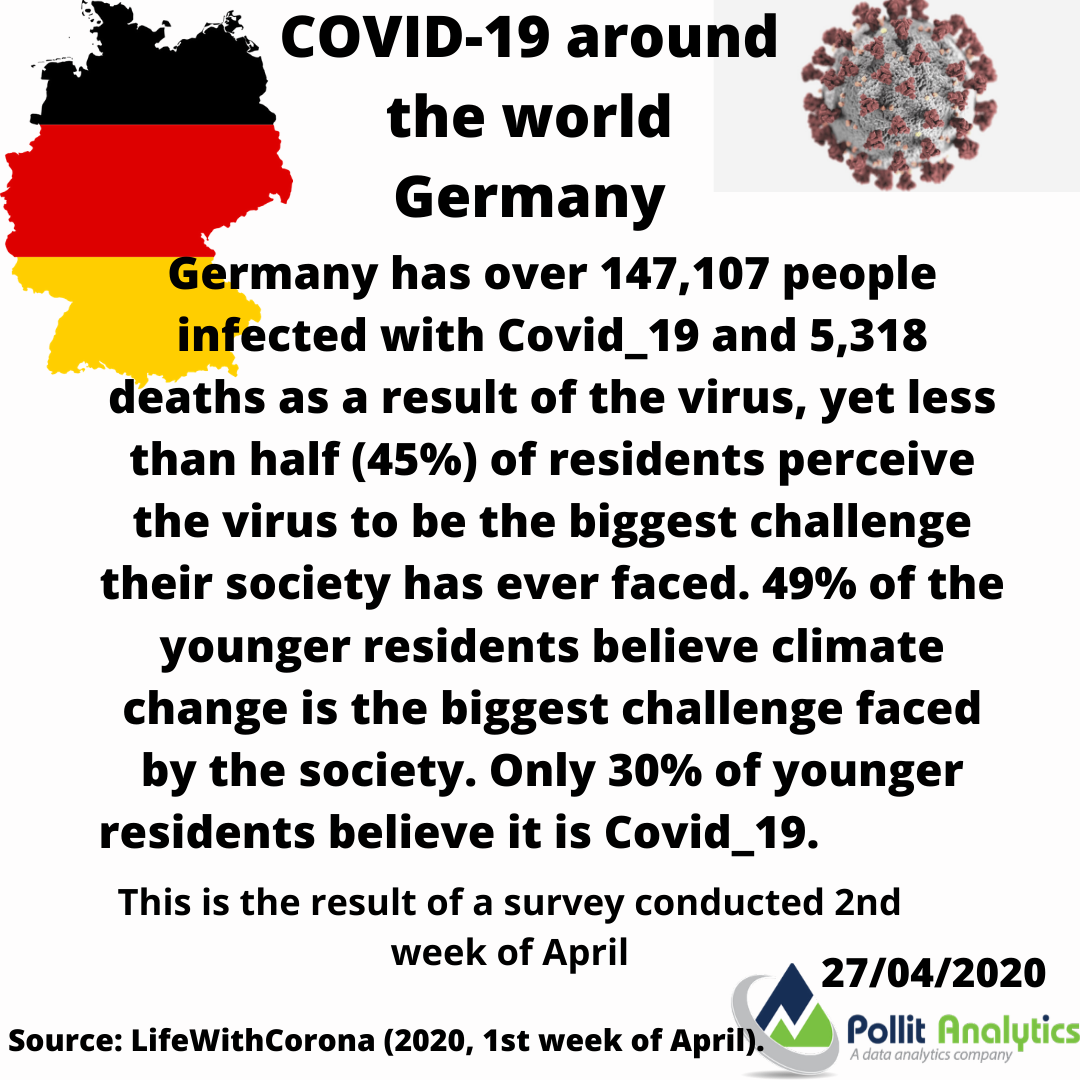 COVID-19 around
the world
Germany
Germany has over 147,107 people
infected with Covid_19 and 5,318
deaths as a result of the virus, yet less
than half (45%) of residents perceive
the virus to be the biggest challenge
their society has ever faced. 49% of the
younger residents believe climate
change is the biggest challenge faced
by the society. Only 30% of younger
residents believe it is Covid_19.
This is the result of a survey conducted 2nd
week of April
27/04/2020
Source: LifeWithCorona (2020, 1st week of April).
Pollit Analytics
A data analytics company